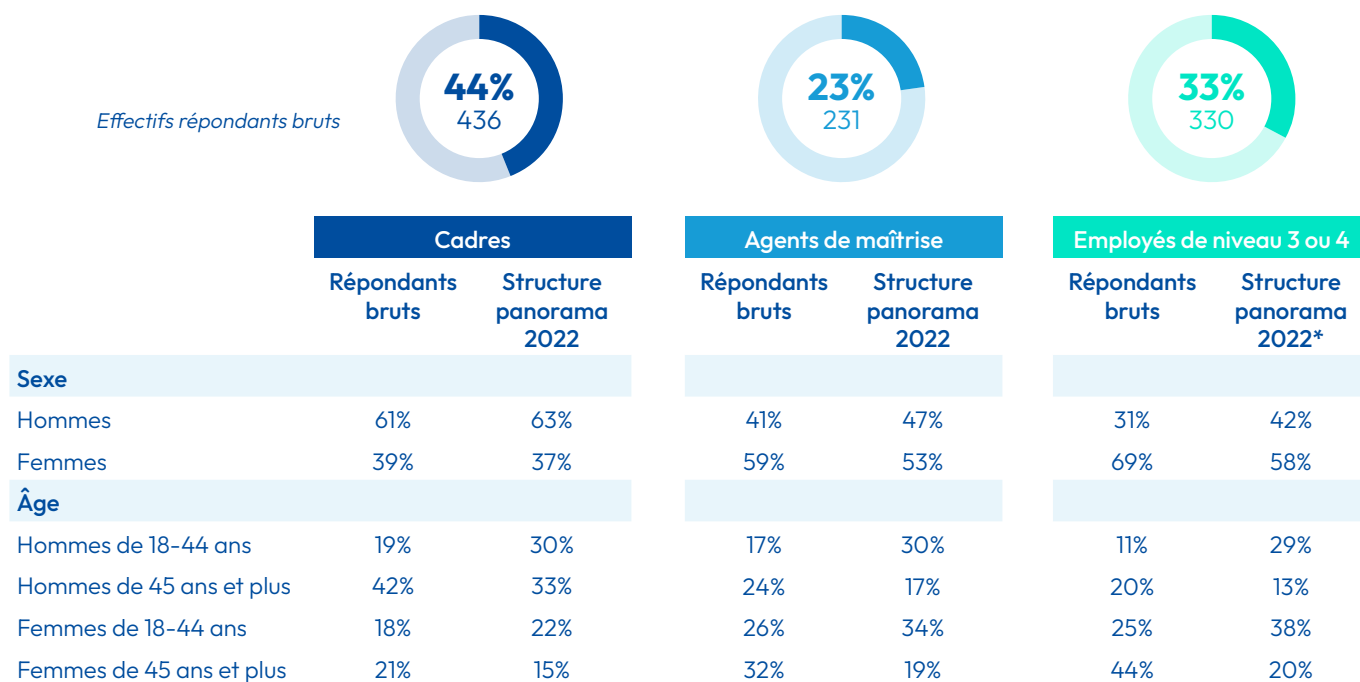 44% 23% 33%
Effectifs répondants bruts 436 231 330
Cadres Agents de maîtrise Employés de niveau 3 ou 4
Répondants Structure Répondants Structure Répondants Structure
bruts panorama bruts panorama bruts panorama
2022 2022 2022*
Sexe
Hommes 61% 63% 41% 47% 31% 42%
Femmes 39% 37% 59% 53% 69% 58%
Âge
Hommes de 18-44 ans 19% 30% 17% 30% 11% 29%
Hommes de 45 ans et plus 42% 33% 24% 17% 20% 13%
Femmes de 18-44 ans 18% 22% 26% 34% 25% 38%
Femmes de 45 ans et plus 21% 15% 32% 19% 44% 20%